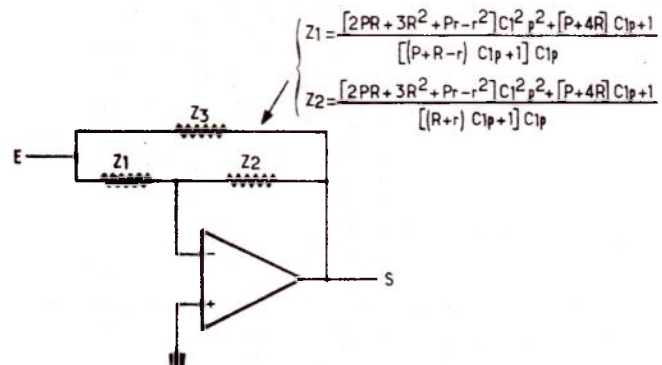 Z1 = [2PR + 3R² + Pr - r²] C1² p² + [P + 4R] C1p + 1
[(P + R - r) C1p + 1] C1p
Z2 = [2PR + 3R² + Pr - r²] C1² p² + [P + 4R] C1p + 1
[(R + r) C1p + 1] C1p
Z3
E
Z1
Z2
-
+
S